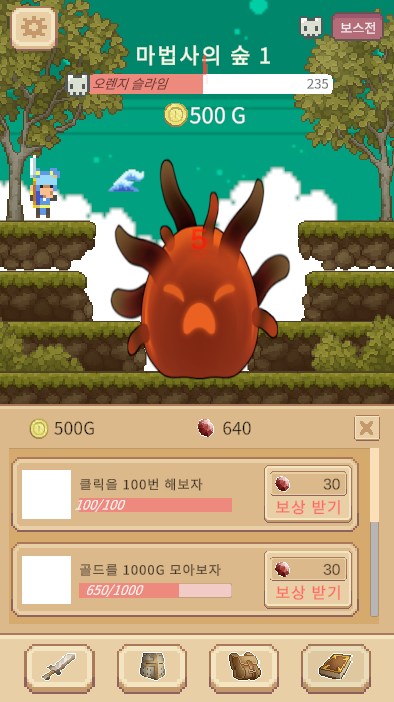 보스전
마법사의 숲 1
오렌지 슬라임 235
500 G
5
500G 640
클릭을 100번 해보자 30
100/100 보상 받기
골드를 1000G 모아보자 30
650/1000 보상 받기